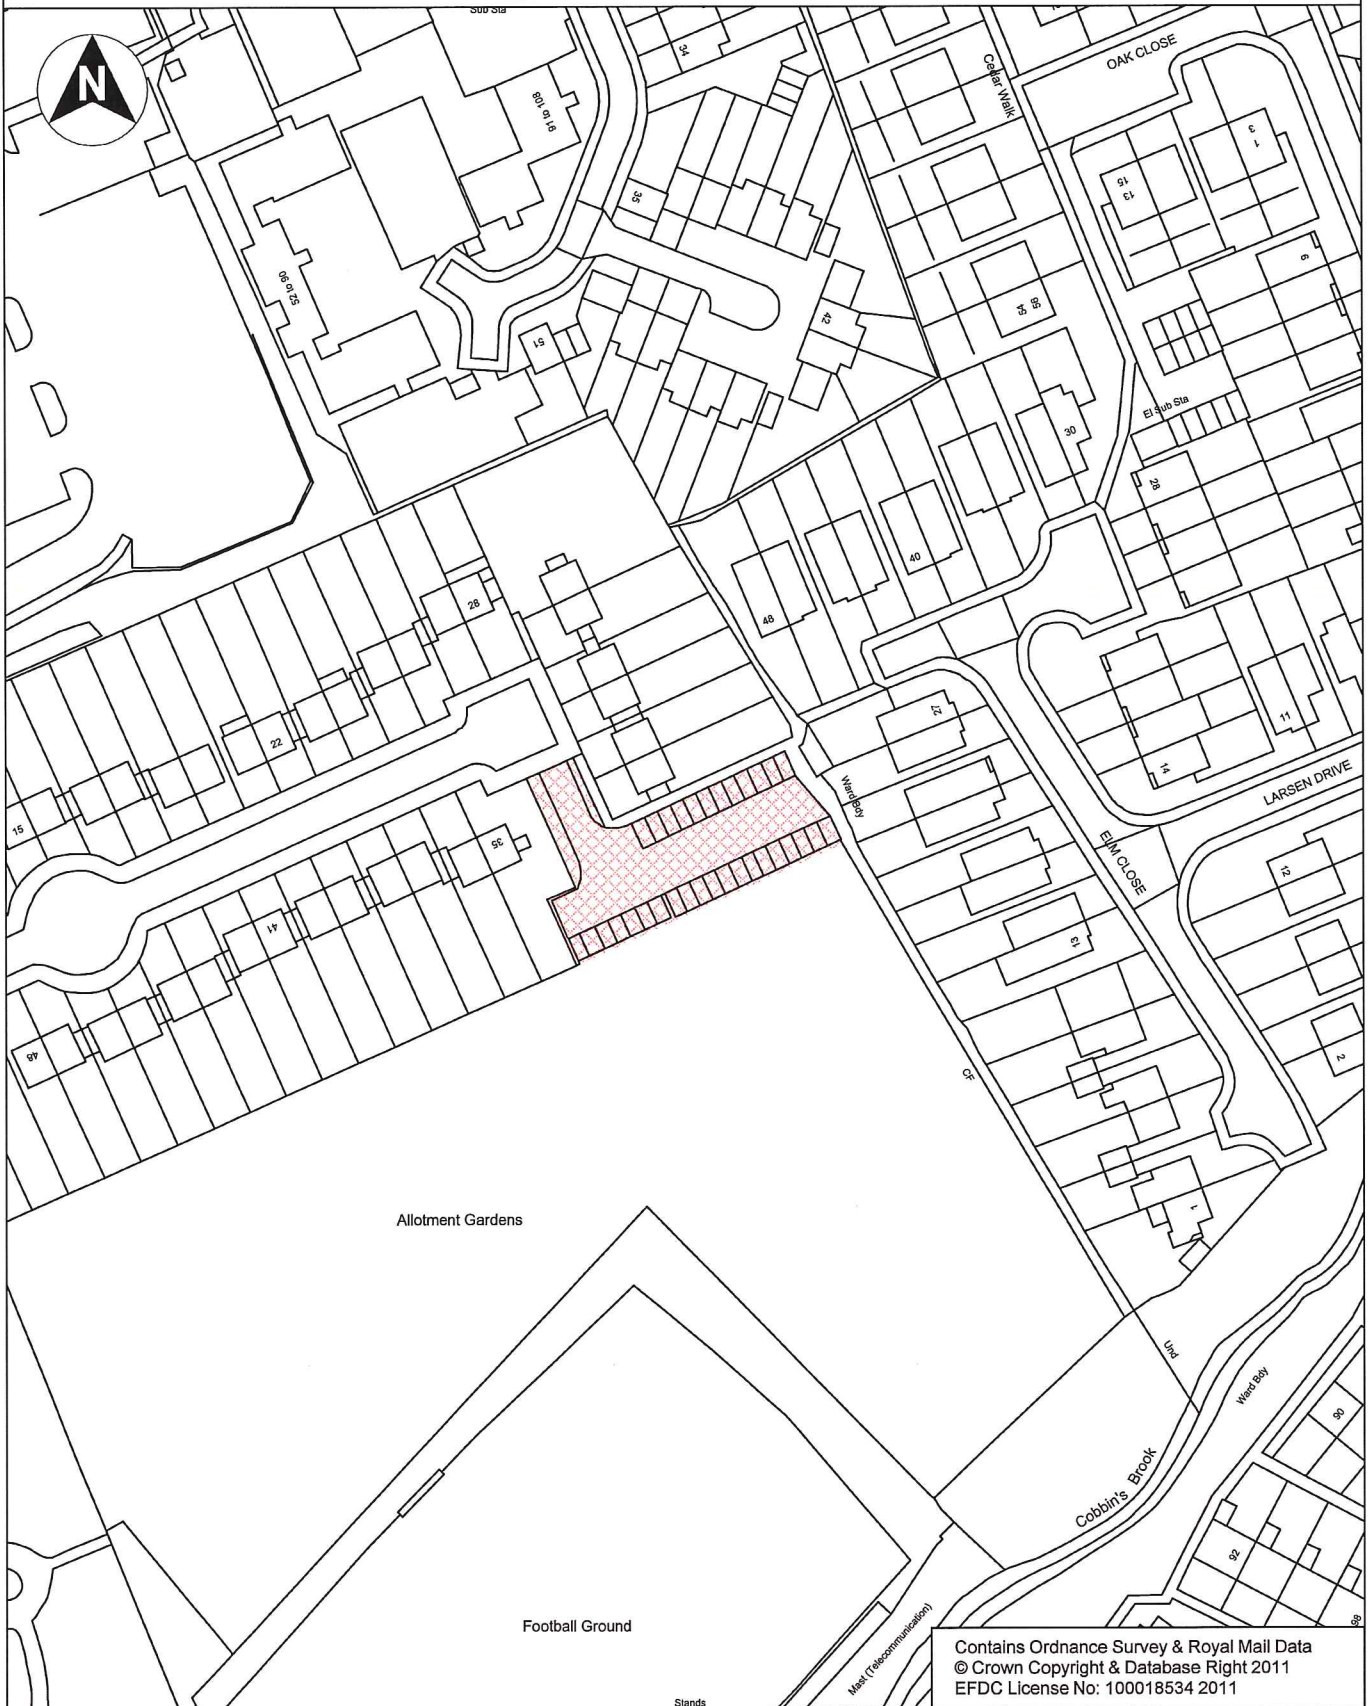 Sub Sta
N
34
Cedar Walk
OAK CLOSE
91 to 108
3
1
15
13
35
6
52 to 90
58
54
42
51
El Sub Sta
30
28
40
28
48
27
22
11
14
LARSEN DRIVE
15
Ward Bdy
35
ELM CLOSE
12
41
13
48
2
CF
1
Allotment Gardens
Und
Ward Bdy
90
Cobbin's Brook
92
98
Football Ground
Mast (Telecommunication)
Stands
Contains Ordnance Survey & Royal Mail Data
© Crown Copyright & Database Right 2011
EFDC License No: 100018534 2011